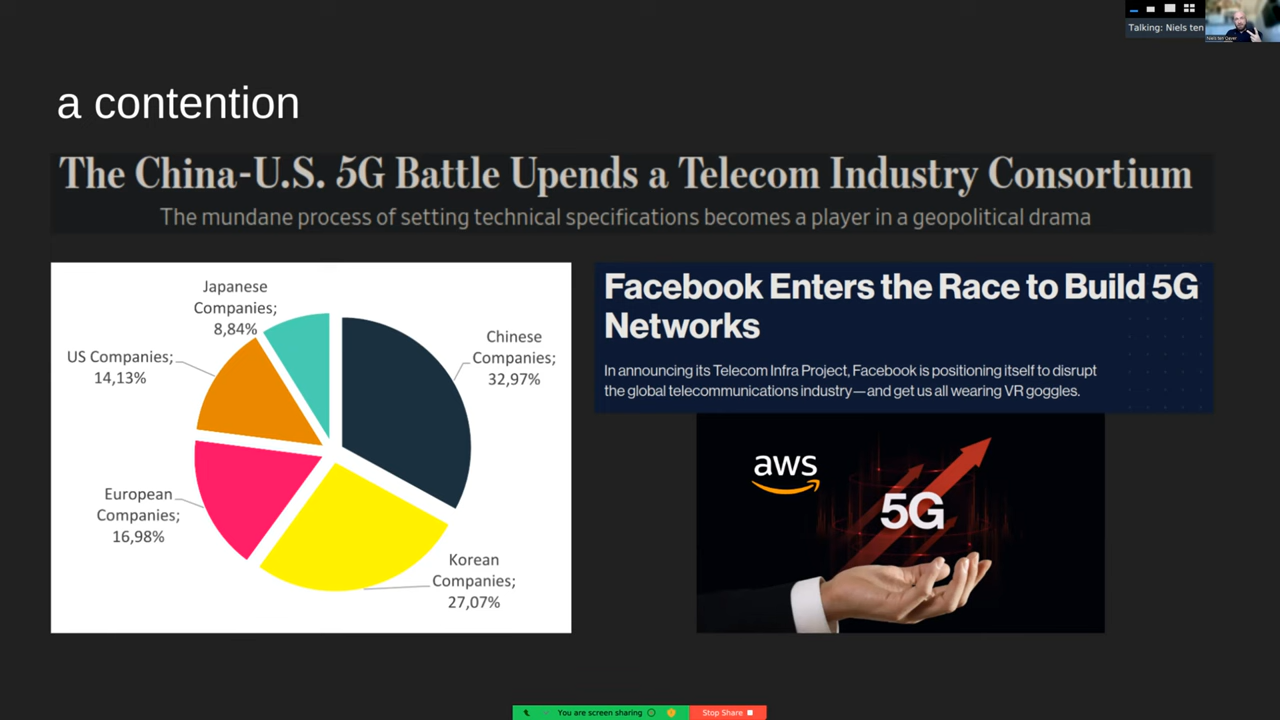 Talking: Niels ten
a contention
The China-U.S. 5G Battle Upends a Telecom Industry Consortium
The mundane process of setting technical specifications becomes a player in a geopolitical drama
Japanese
Companies;
8,84%
Chinese
Companies;
32,97%
US Companies;
14,13%
European
Companies;
16,98%
Korean
Companies;
27,07%
Facebook Enters the Race to Build 5G
Networks
In announcing its Telecom Infra Project, Facebook is positioning itself to disrupt
the global telecommunications industry—and get us all wearing VR goggles.
aws
5G
You are screen sharing
Stop Share